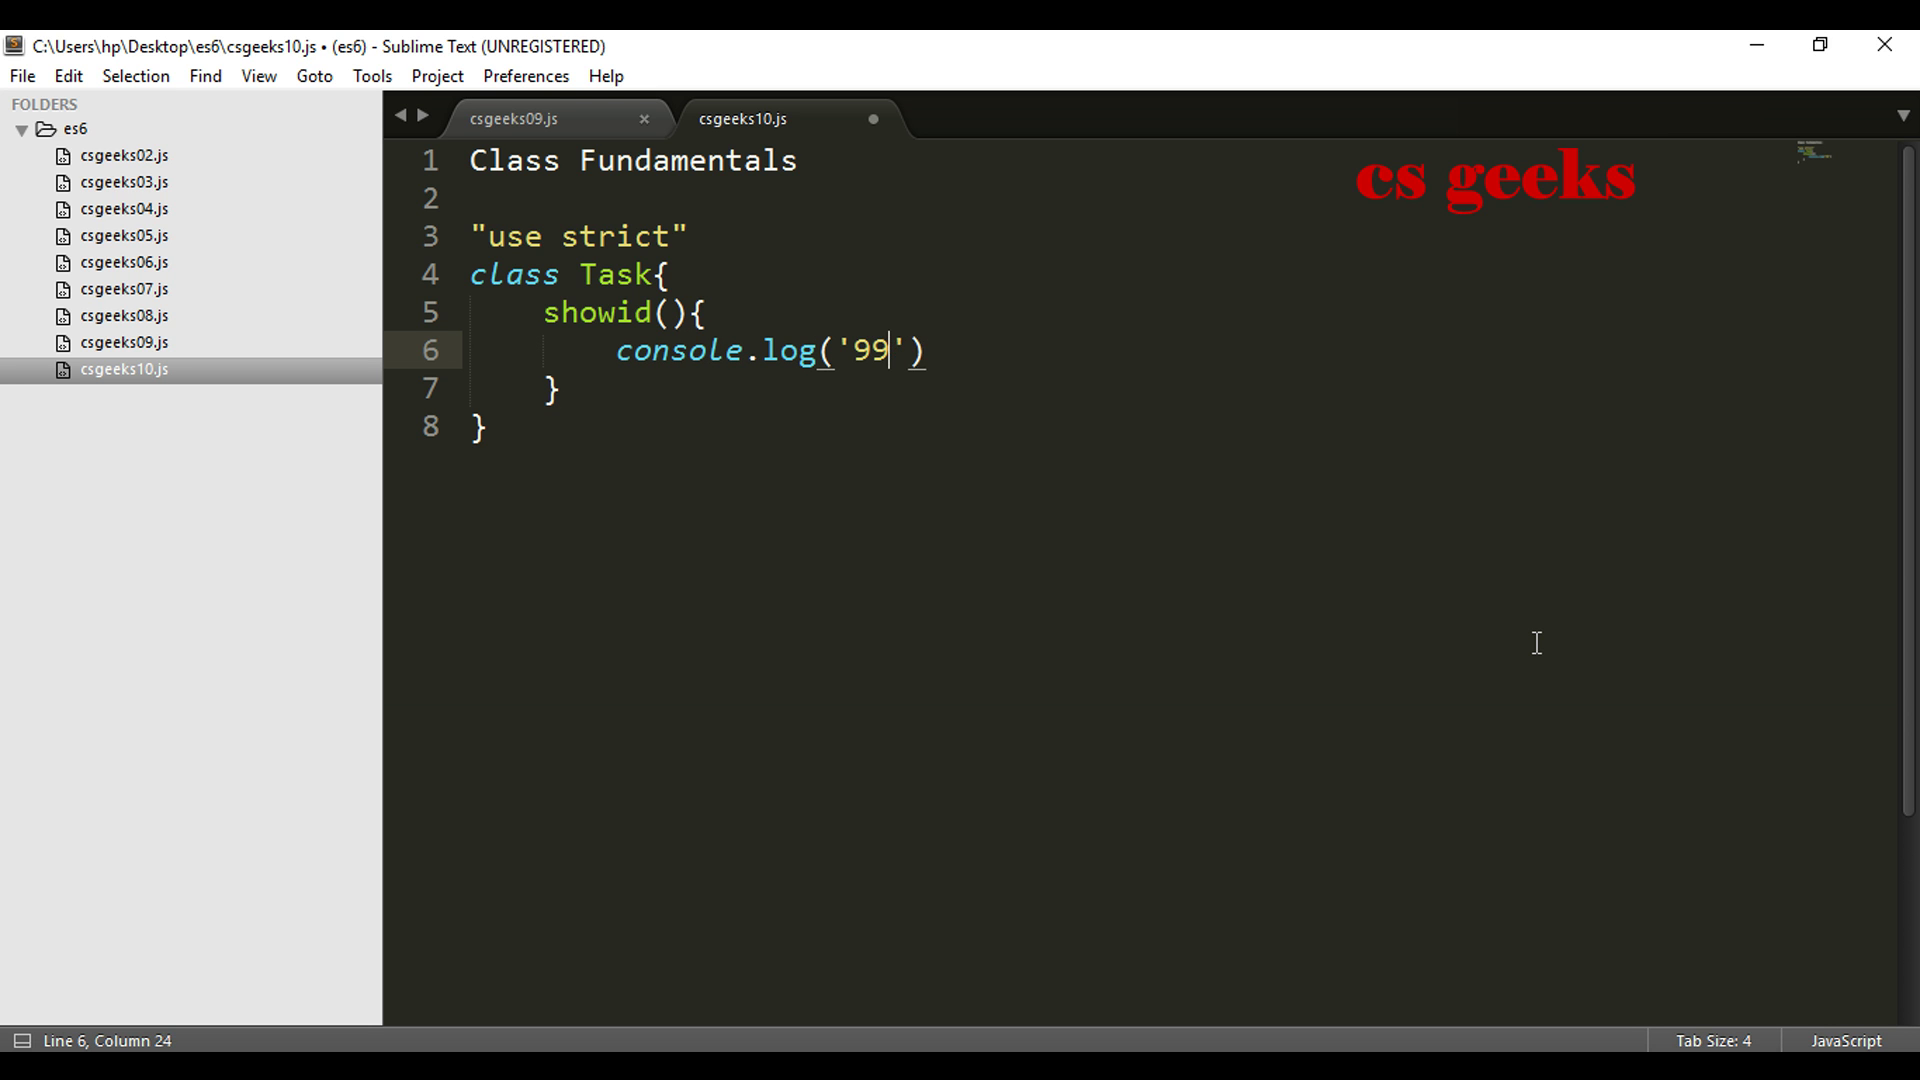 C:\Users\hp\Desktop\es6\csgeeks10.js • (es6) - Sublime Text (UNREGISTERED)
File Edit Selection Find View Goto Tools Project Preferences Help
FOLDERS
es6
csgeeks02.js
csgeeks03.js
csgeeks04.js
csgeeks05.js
csgeeks06.js
csgeeks07.js
csgeeks08.js
csgeeks09.js
csgeeks10.js
csgeeks09.js csgeeks10.js
cs geeks
1 Class Fundamentals
2
3 "use strict"
4 class Task{
5 showid(){
6 console.log('99')
7 }
8 }
Line 6, Column 24 Tab Size: 4 JavaScript